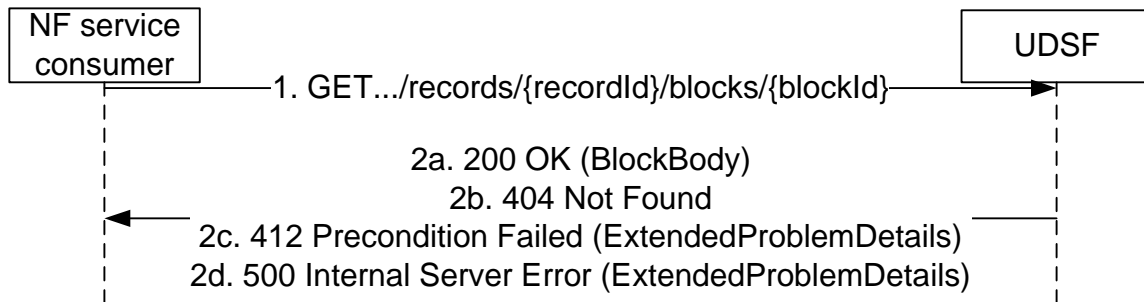 NF service
consumer
UDSF
1. GET.../records/{recordId}/blocks/{blockId}
2a. 200 OK (BlockBody)
2b. 404 Not Found
2c. 412 Precondition Failed (ExtendedProblemDetails)
2d. 500 Internal Server Error (ExtendedProblemDetails)